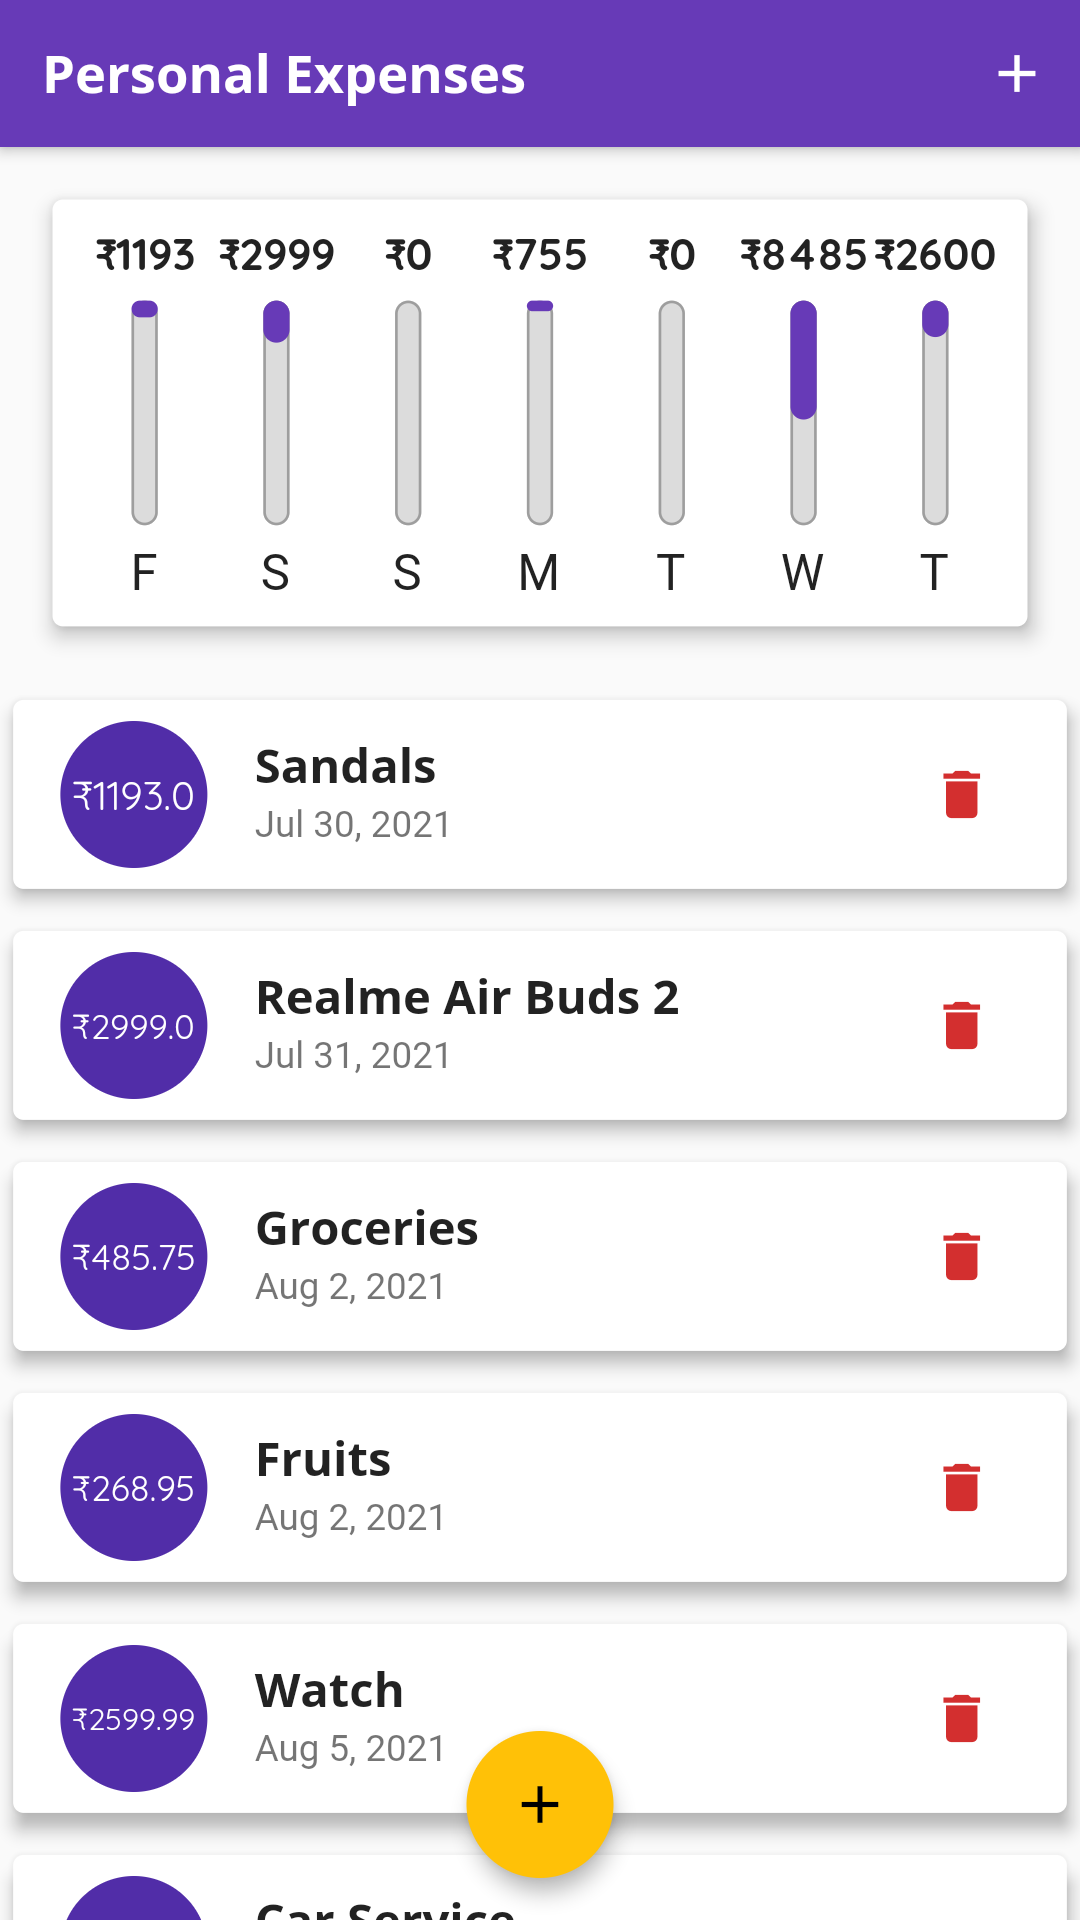 Personal Expenses
₹1193 ₹2999 ₹0 ₹755 ₹0 ₹8485 ₹2600
F S S M T W T
₹1193.0
Sandals
Jul 30, 2021
₹2999.0
Realme Air Buds 2
Jul 31, 2021
₹485.75
Groceries
Aug 2, 2021
₹268.95
Fruits
Aug 2, 2021
₹2599.99
Watch
Aug 5, 2021
Car Service